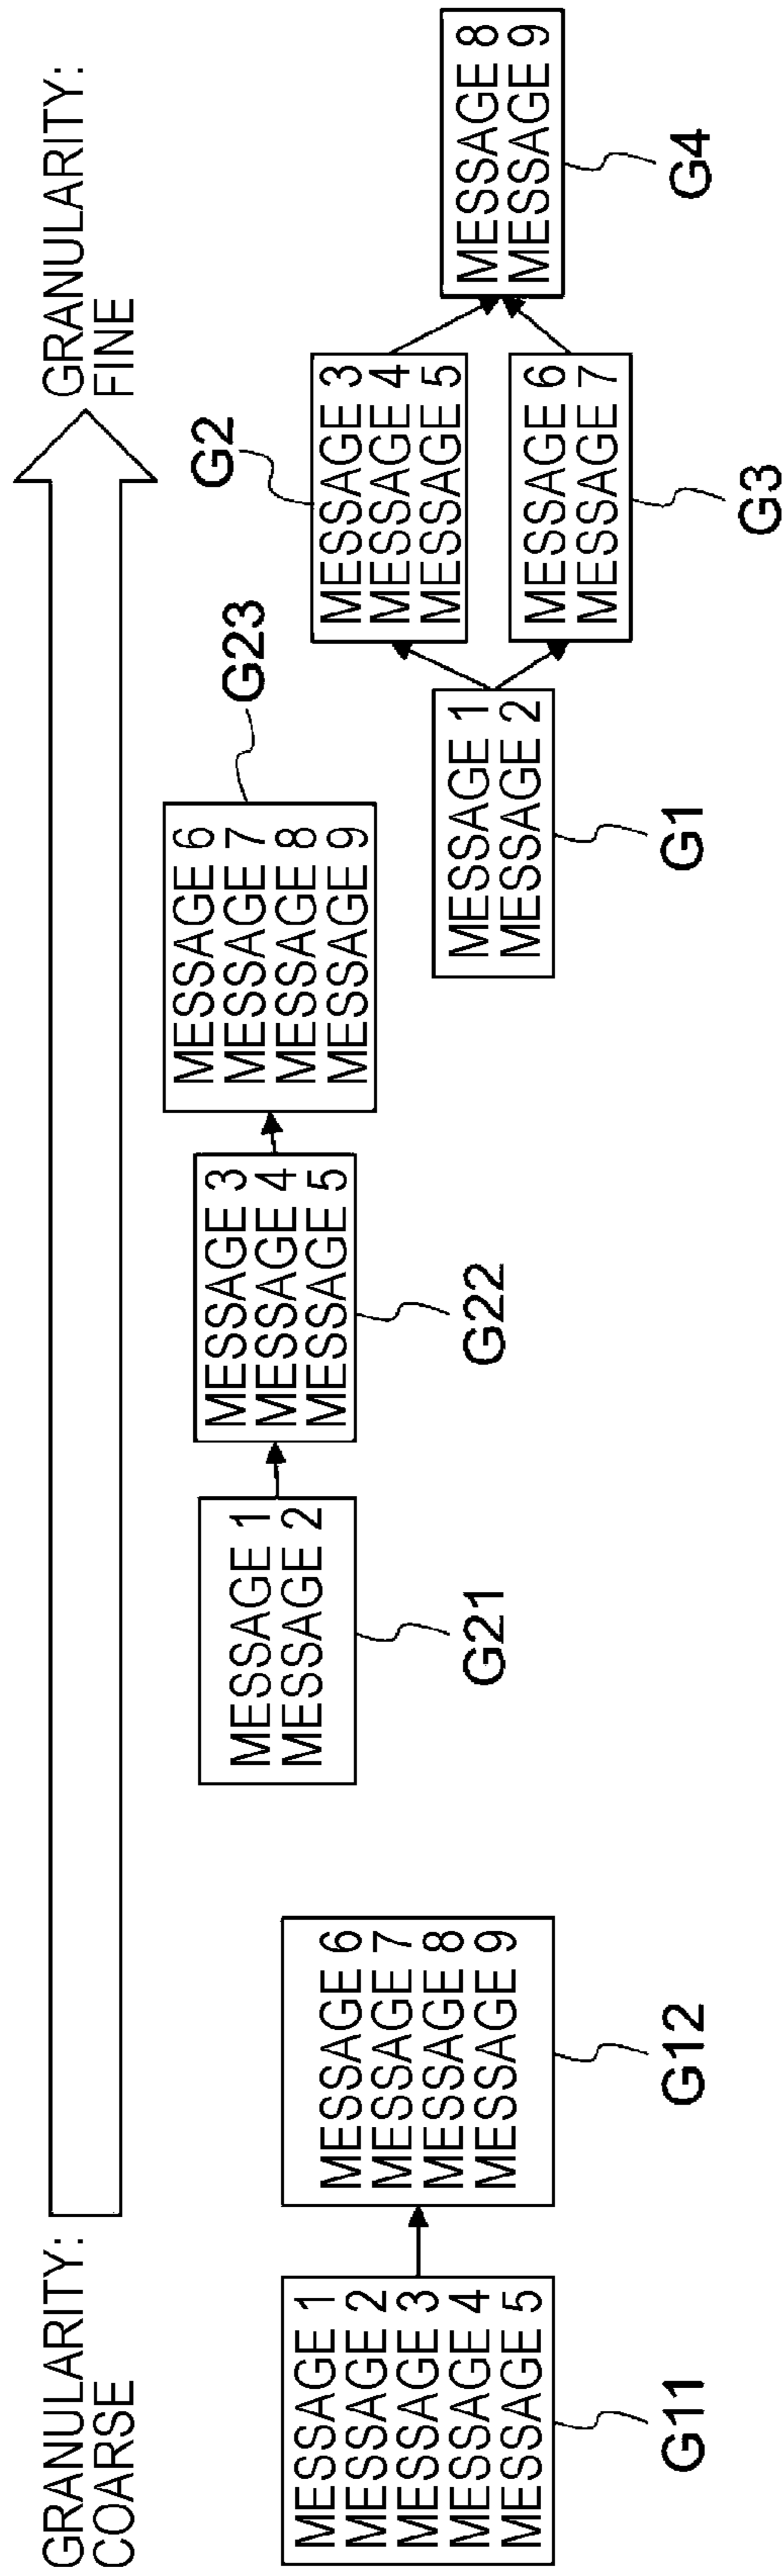 GRANULARITY:
COARSE
GRANULARITY:
FINE
MESSAGE 1
MESSAGE 2
MESSAGE 3
MESSAGE 4
MESSAGE 5
G11
MESSAGE 6
MESSAGE 7
MESSAGE 8
MESSAGE 9
G12
MESSAGE 1
MESSAGE 2
G21
MESSAGE 3
MESSAGE 4
MESSAGE 5
G22
MESSAGE 6
MESSAGE 7
MESSAGE 8
MESSAGE 9
G23
MESSAGE 1
MESSAGE 2
G1
G2
MESSAGE 3
MESSAGE 4
MESSAGE 5
MESSAGE 6
MESSAGE 7
G3
MESSAGE 8
MESSAGE 9
G4